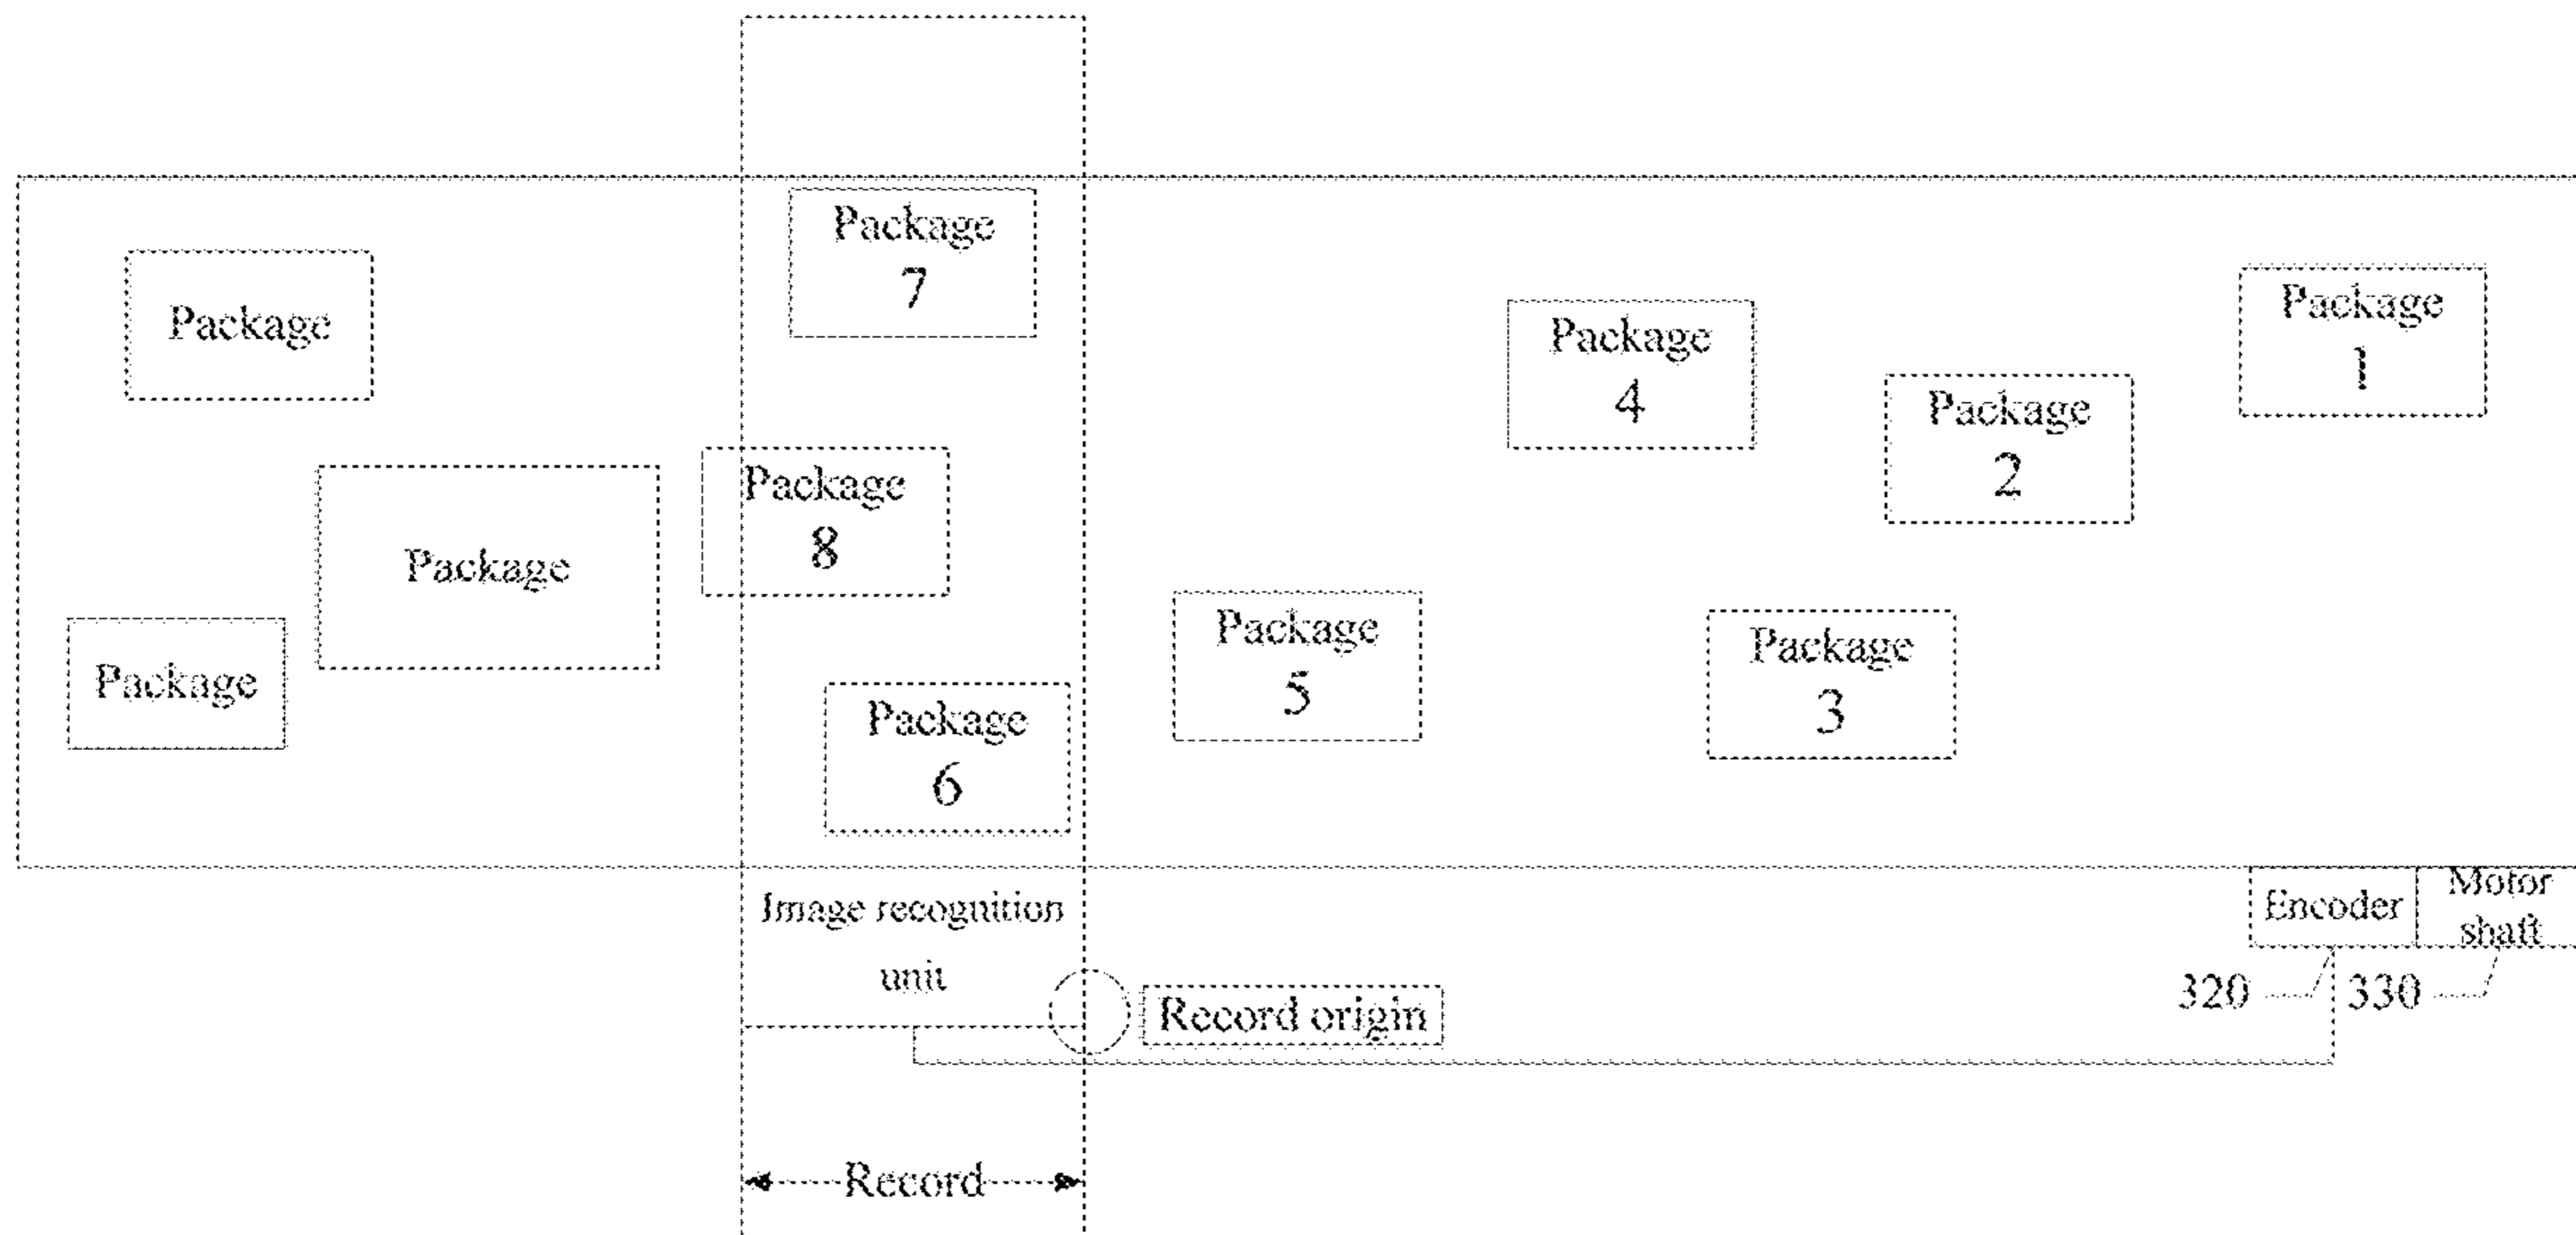 Package
7
Package
1
Package
Package
4
Package
2
Package
8
Package
Package
5
Package
3
Package
Package
6
Image recognition
unit
Encoder
Motor
shaft
320
330
Record origin
Record